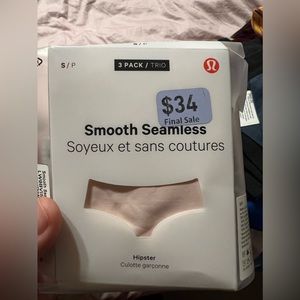 S/P
3 PACK / TRIO
$34
Final Sale
Smooth Seamless
Soyeux et sans coutures
Hipster
Culotte garçonne